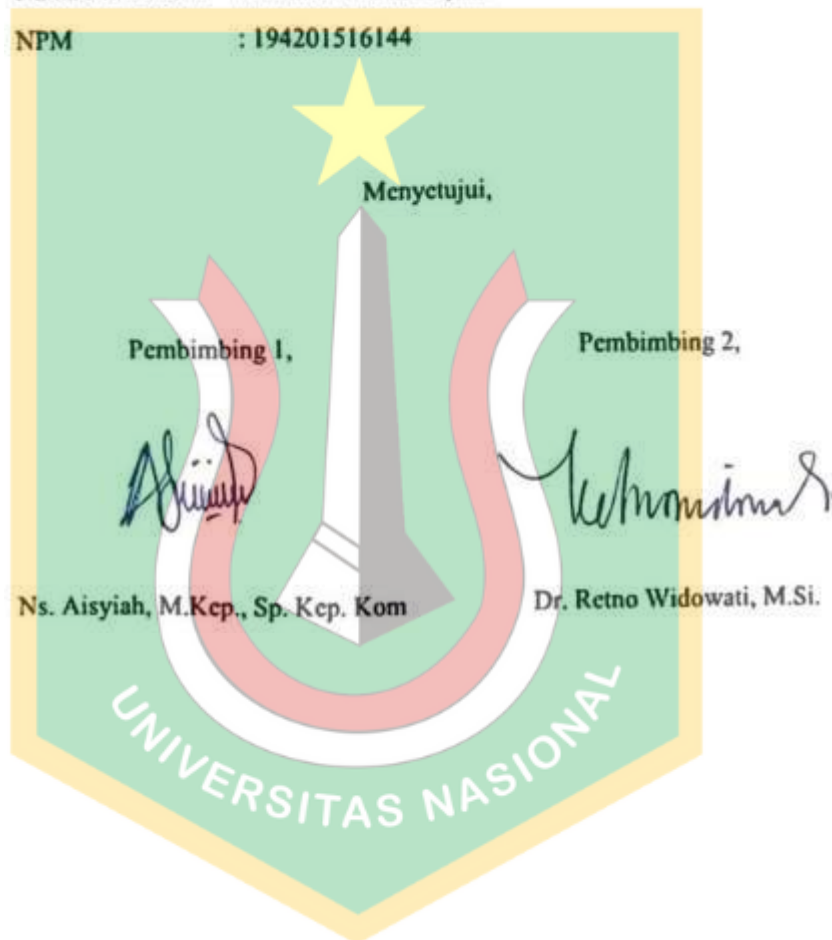 NPM : 194201516144
Menyetujui,
Pembimbing 1,
Pembimbing 2,
Ns. Aisyiah, M.Kep., Sp. Kep. Kom
Dr. Retno Widowati, M.Si.
UNIVERSITAS NASIONAL